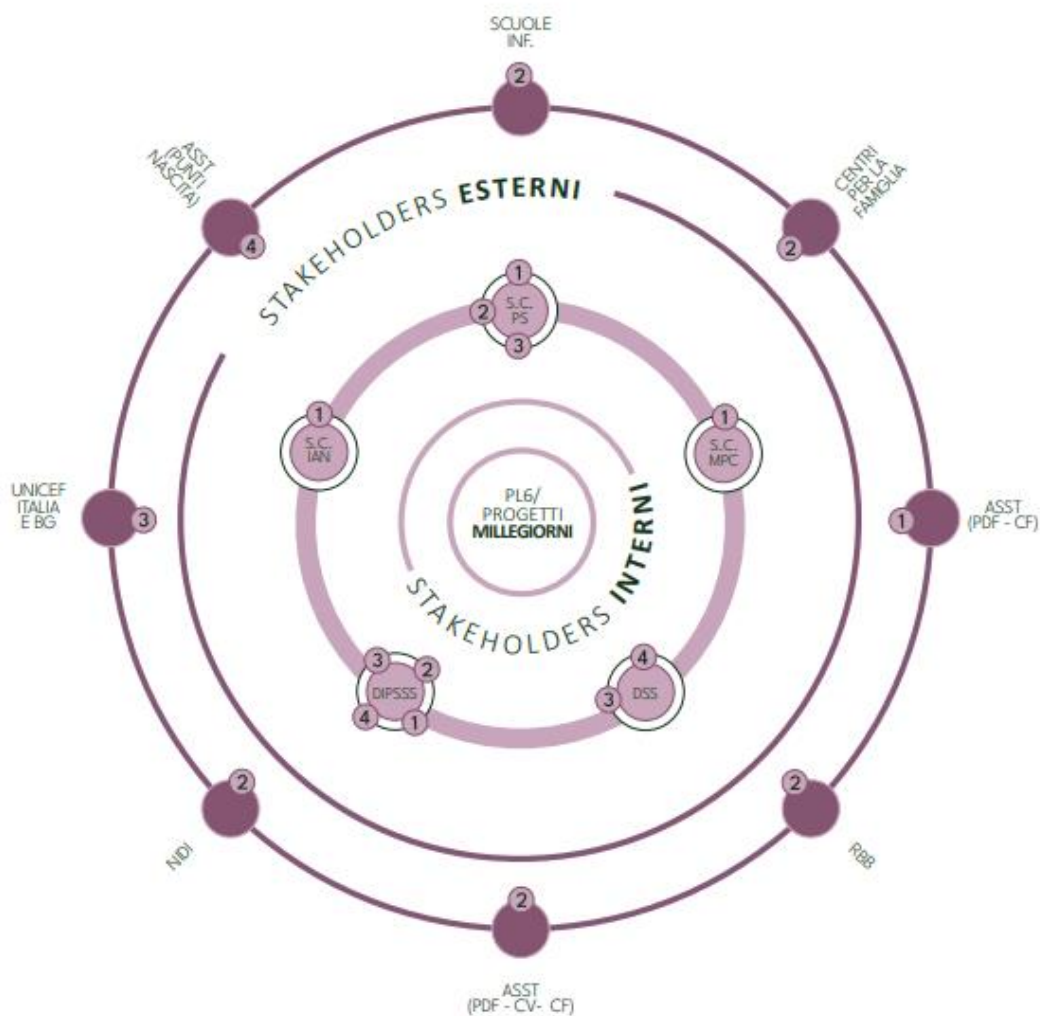 SCUOLE
INF.
2
ASST
(PUNTI
NASCITA)
4
CENTRI
PER LA
FAMIGLIA
2
STAKEHOLDERS ESTERNI
1
S.C.
PS
2
3
1
S.C.
IAN
1
S.C.
MPC
UNICEF
ITALIA
E BG
3
PL6/
PROGETTI
MILLEGIORNI
STAKEHOLDERS INTERNI
1
ASST
(PDF - CF)
3
2
DIPSSS
4
1
4
DSS
3
2
NIDI
2
RBB
2
ASST
(PDF - CV- CF)